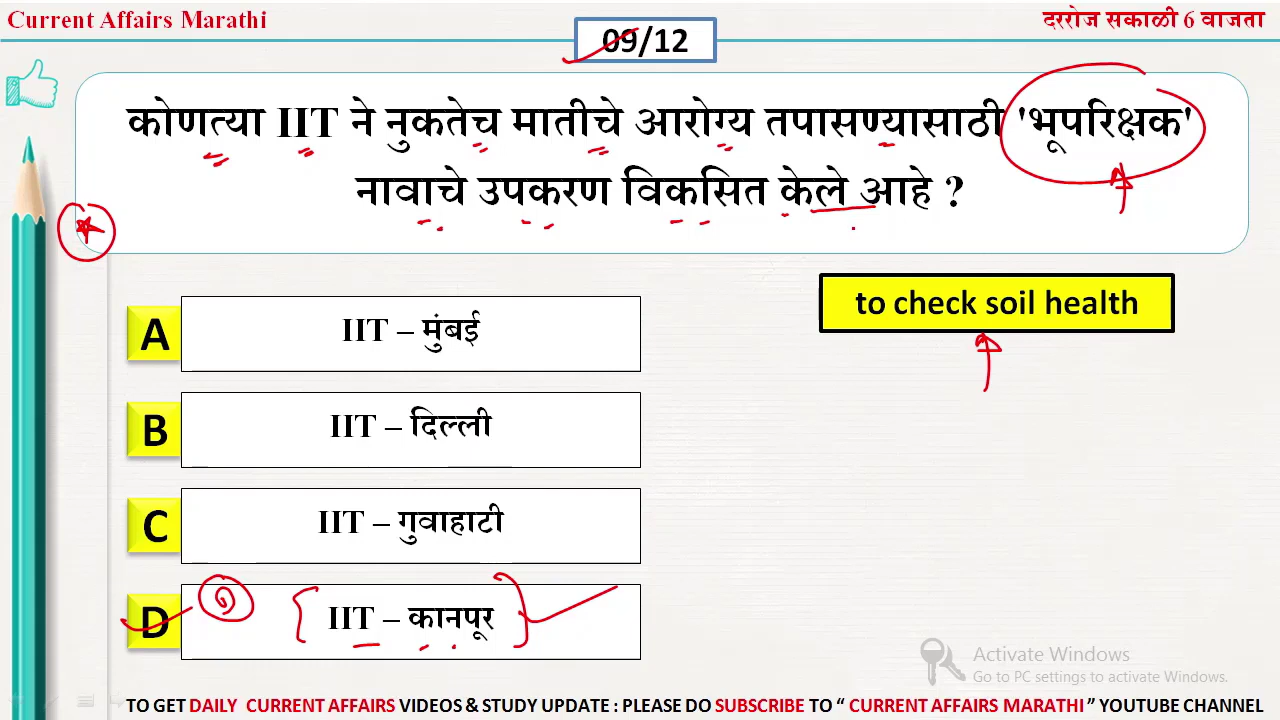 Current Affairs Marathi
दररोज सकाळी 6 वाजता
09/12
कोणत्या IIT ने नुकतेच मातीचे आरोग्य तपासण्यासाठी 'भूपरिक्षक'
नावाचे उपकरण विकसित केले आहे ?
to check soil health
A IIT – मुंबई
B IIT – दिल्ली
C IIT – गुवाहाटी
D १ IIT – कानपूर
Activate Windows
Go to PC settings to activate Windows.
TO GET DAILY CURRENT AFFAIRS VIDEOS & STUDY UPDATE : PLEASE DO SUBSCRIBE TO “ CURRENT AFFAIRS MARATHI ” YOUTUBE CHANNEL